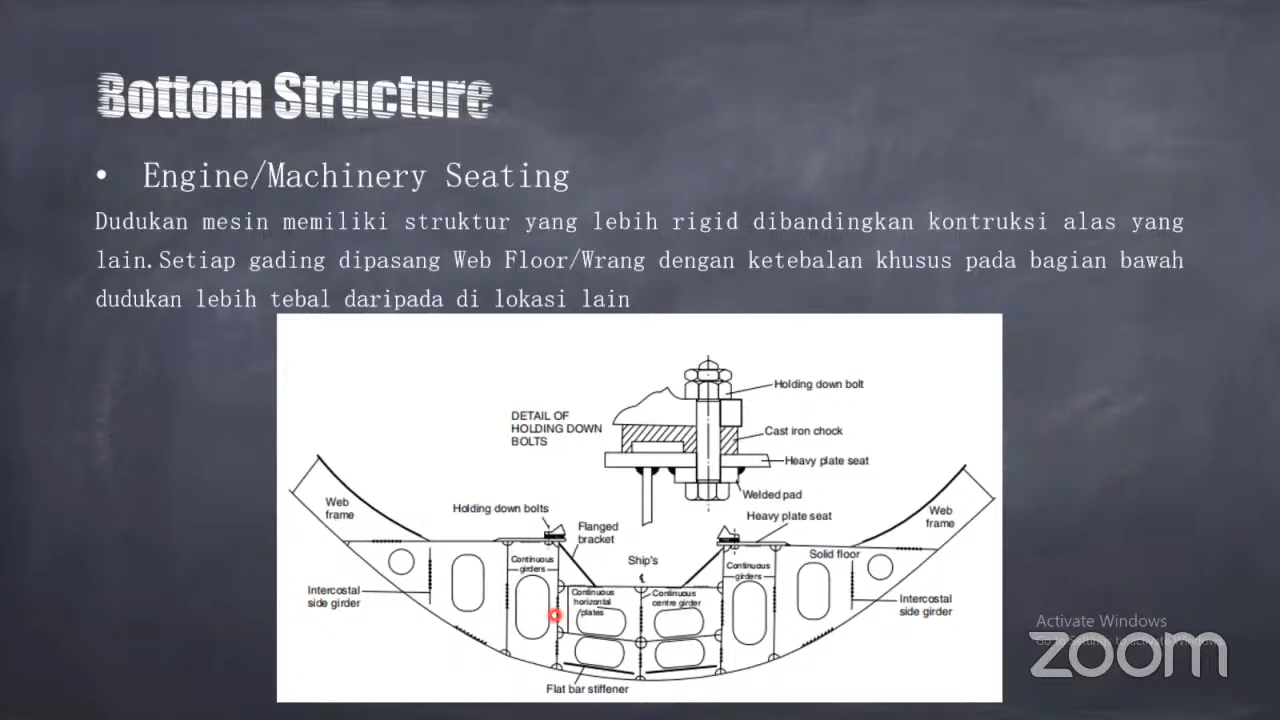 Bottom Structure
• Engine/Machinery Seating
Dudukan mesin memiliki struktur yang lebih rigid dibandingkan kontruksi alas yang
lain.Setiap gading dipasang Web Floor/Wrang dengan ketebalan khusus pada bagian bawah
dudukan lebih tebal daripada di lokasi lain
Holding down bolt
DETAIL OF
HOLDING DOWN
BOLTS
Cast iron chock
Heavy plate seat
Welded pad
Web
frame
Holding down bolts
Flanged
bracket
Heavy plate seat
Web
frame
Ship's
℄
Solid floor
Continuous
girders
Continuous
horizontal
plates
Continuous
centre girder
Continuous
girders
Intercostal
side girder
Intercostal
side girder
Flat bar stiffener
Activate Windows
zoom